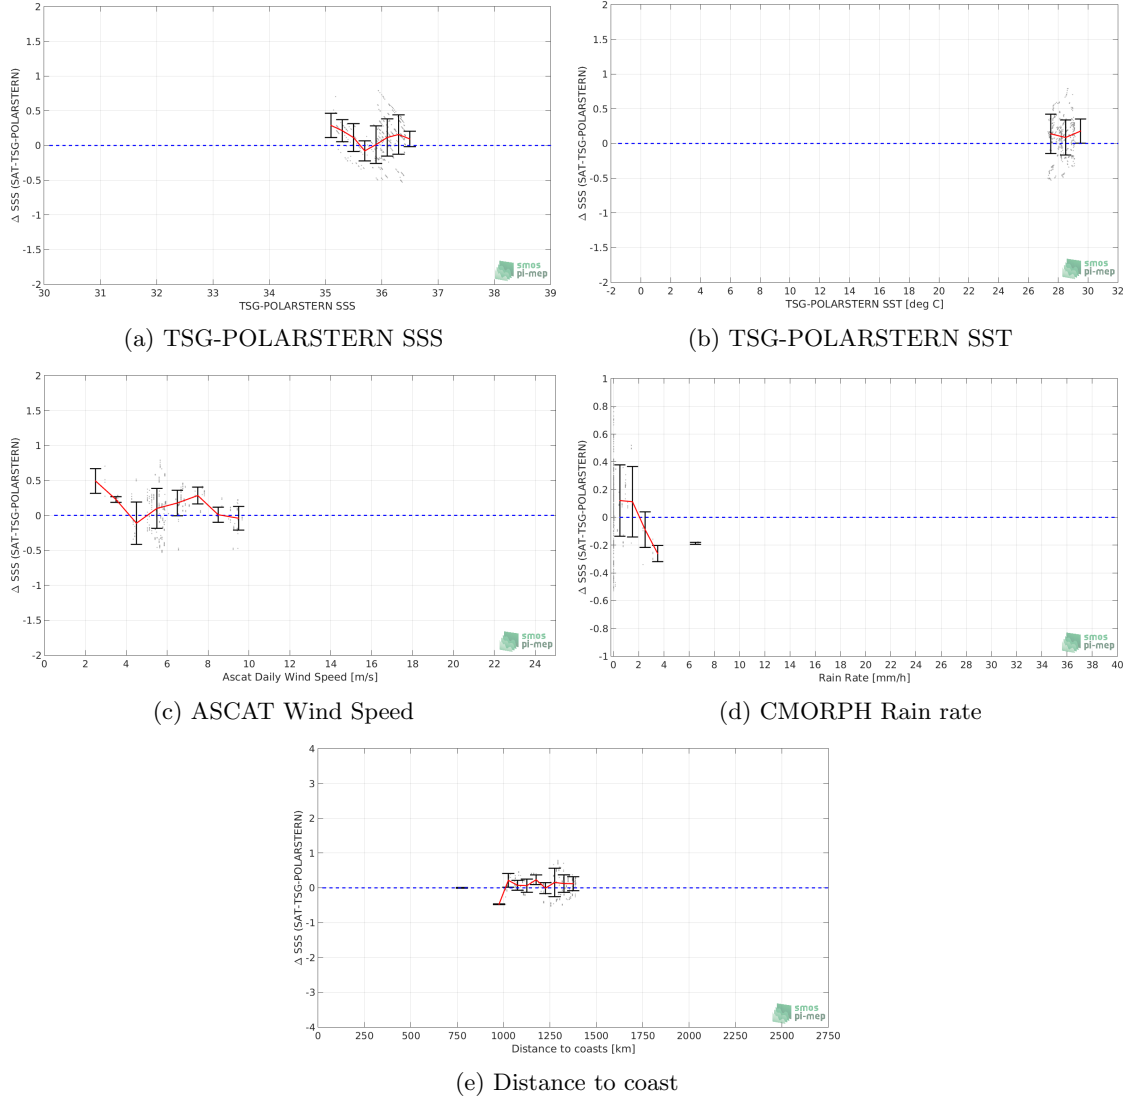 2
1.5
1
0.5
0
-0.5
-1
-1.5
-2
Δ SSS (SAT-TSG-POLARSTERN)
30 31 32 33 34 35 36 37 38 39
TSG-POLARSTERN SSS
smos
pi-mep
(a) TSG-POLARSTERN SSS
2
1.5
1
0.5
0
-0.5
-1
-1.5
-2
Δ SSS (SAT-TSG-POLARSTERN)
-2 0 2 4 6 8 10 12 14 16 18 20 22 24 26 28 30 32
TSG-POLARSTERN SST [deg C]
smos
pi-mep
(b) TSG-POLARSTERN SST
2
1.5
1
0.5
0
-0.5
-1
-1.5
-2
Δ SSS (SAT-TSG-POLARSTERN)
0 2 4 6 8 10 12 14 16 18 20 22 24
Ascat Daily Wind Speed [m/s]
smos
pi-mep
(c) ASCAT Wind Speed
1
0.8
0.6
0.4
0.2
0
-0.2
-0.4
-0.6
-0.8
-1
Δ SSS (SAT-TSG-POLARSTERN)
0 2 4 6 8 10 12 14 16 18 20 22 24 26 28 30 32 34 36 38 40
Rain Rate [mm/h]
smos
pi-mep
(d) CMORPH Rain rate
4
3
2
1
0
-1
-2
-3
-4
Δ SSS (SAT-TSG-POLARSTERN)
0 250 500 750 1000 1250 1500 1750 2000 2250 2500 2750
Distance to coasts [km]
smos
pi-mep
(e) Distance to coast